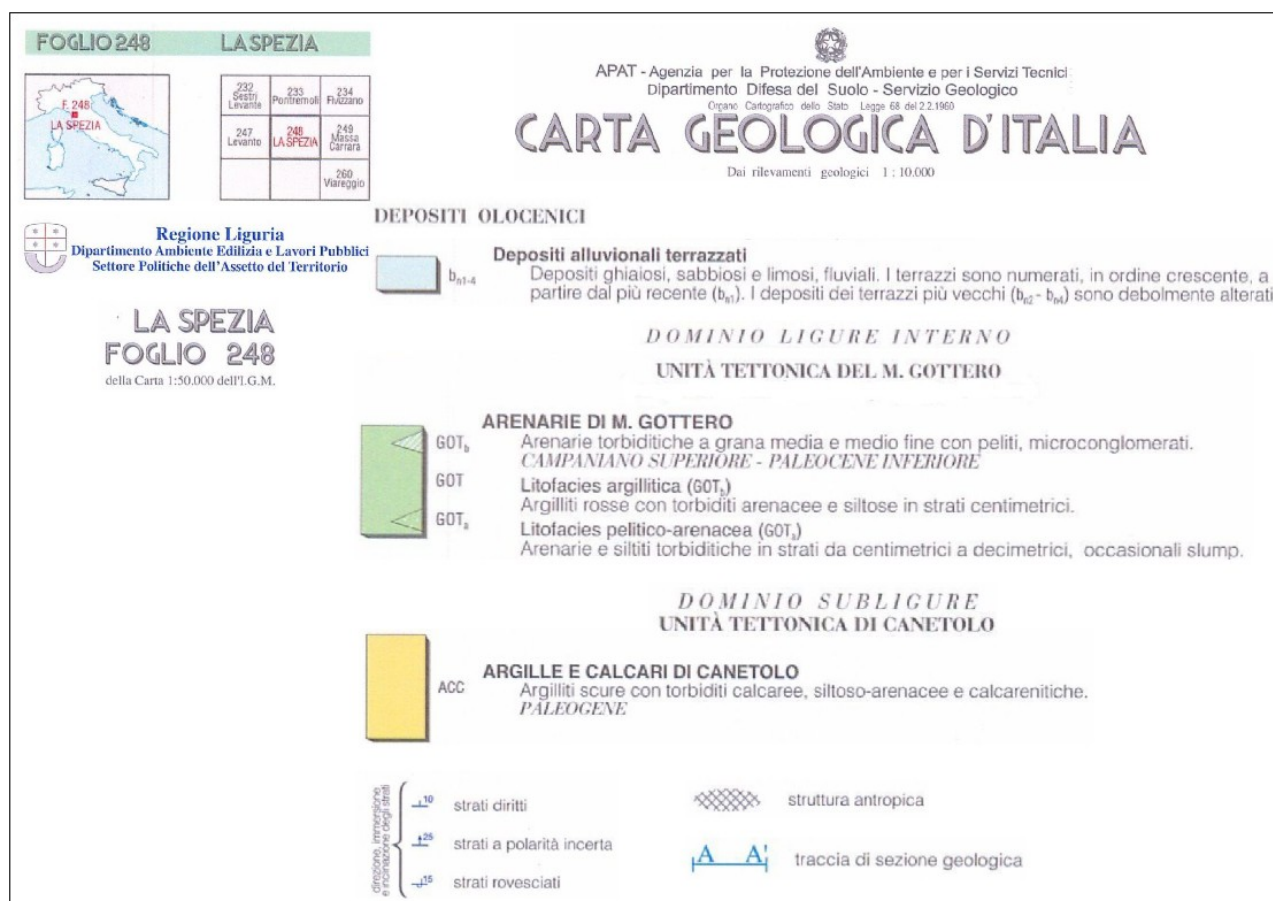 FOGLIO 248 LA SPEZIA
F. 248
LA SPEZIA
232
Sestri
Levante
233
Pontremoli
234
Fivizzano
247
Levanto
248
LA SPEZIA
249
Massa
Carrara
260
Viareggio
APAT - Agenzia per la Protezione dell'Ambiente e per i Servizi Tecnici
Dipartimento Difesa del Suolo - Servizio Geologico
Organo Cartografico dello Stato Legge 68 del 2.2.1960
CARTA GEOLOGICA D'ITALIA
Dai rilevamenti geologici 1 : 10.000
Regione Liguria
Dipartimento Ambiente Edilizia e Lavori Pubblici
Settore Politiche dell'Assetto del Territorio
LA SPEZIA
FOGLIO 248
della Carta 1:50.000 dell'I.G.M.
DEPOSITI OLOCENICI
bn1-4
Depositi alluvionali terrazzati
Depositi ghiaiosi, sabbiosi e limosi, fluviali. I terrazzi sono numerati, in ordine crescente, a
partire dal più recente (bn1). I depositi dei terrazzi più vecchi (bn2 - bn4) sono debolmente alterati
DOMINIO LIGURE INTERNO
UNITÀ TETTONICA DEL M. GOTTERO
ARENARIE DI M. GOTTERO
GOTb
Arenarie torbiditiche a grana media e medio fine con peliti, microconglomerati.
CAMPANIANO SUPERIORE - PALEOCENE INFERIORE
GOT
Litofacies argillitica (GOTb)
Argilliti rosse con torbiditi arenacee e siltose in strati centimetrici.
GOTa
Litofacies pelitico-arenacea (GOTa)
Arenarie e siltiti torbiditiche in strati da centimetrici a decimetrici, occasionali slump.
DOMINIO SUBLIGURE
UNITÀ TETTONICA DI CANETOLO
ARGILLE E CALCARI DI CANETOLO
ACC
Argilliti scure con torbiditi calcaree, siltoso-arenacee e calcarenitiche.
PALEOGENE
direzione, immersione
e inclinazione degli strati
10 strati diritti
25 strati a polarità incerta
15 strati rovesciati
struttura antropica
A A' traccia di sezione geologica